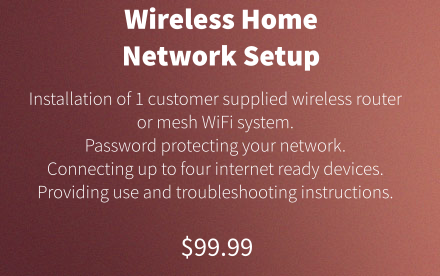 Wireless Home
Network Setup
Installation of 1 customer supplied wireless router
or mesh WiFi system.
Password protecting your network.
Connecting up to four internet ready devices.
Providing use and troubleshooting instructions.
$99.99